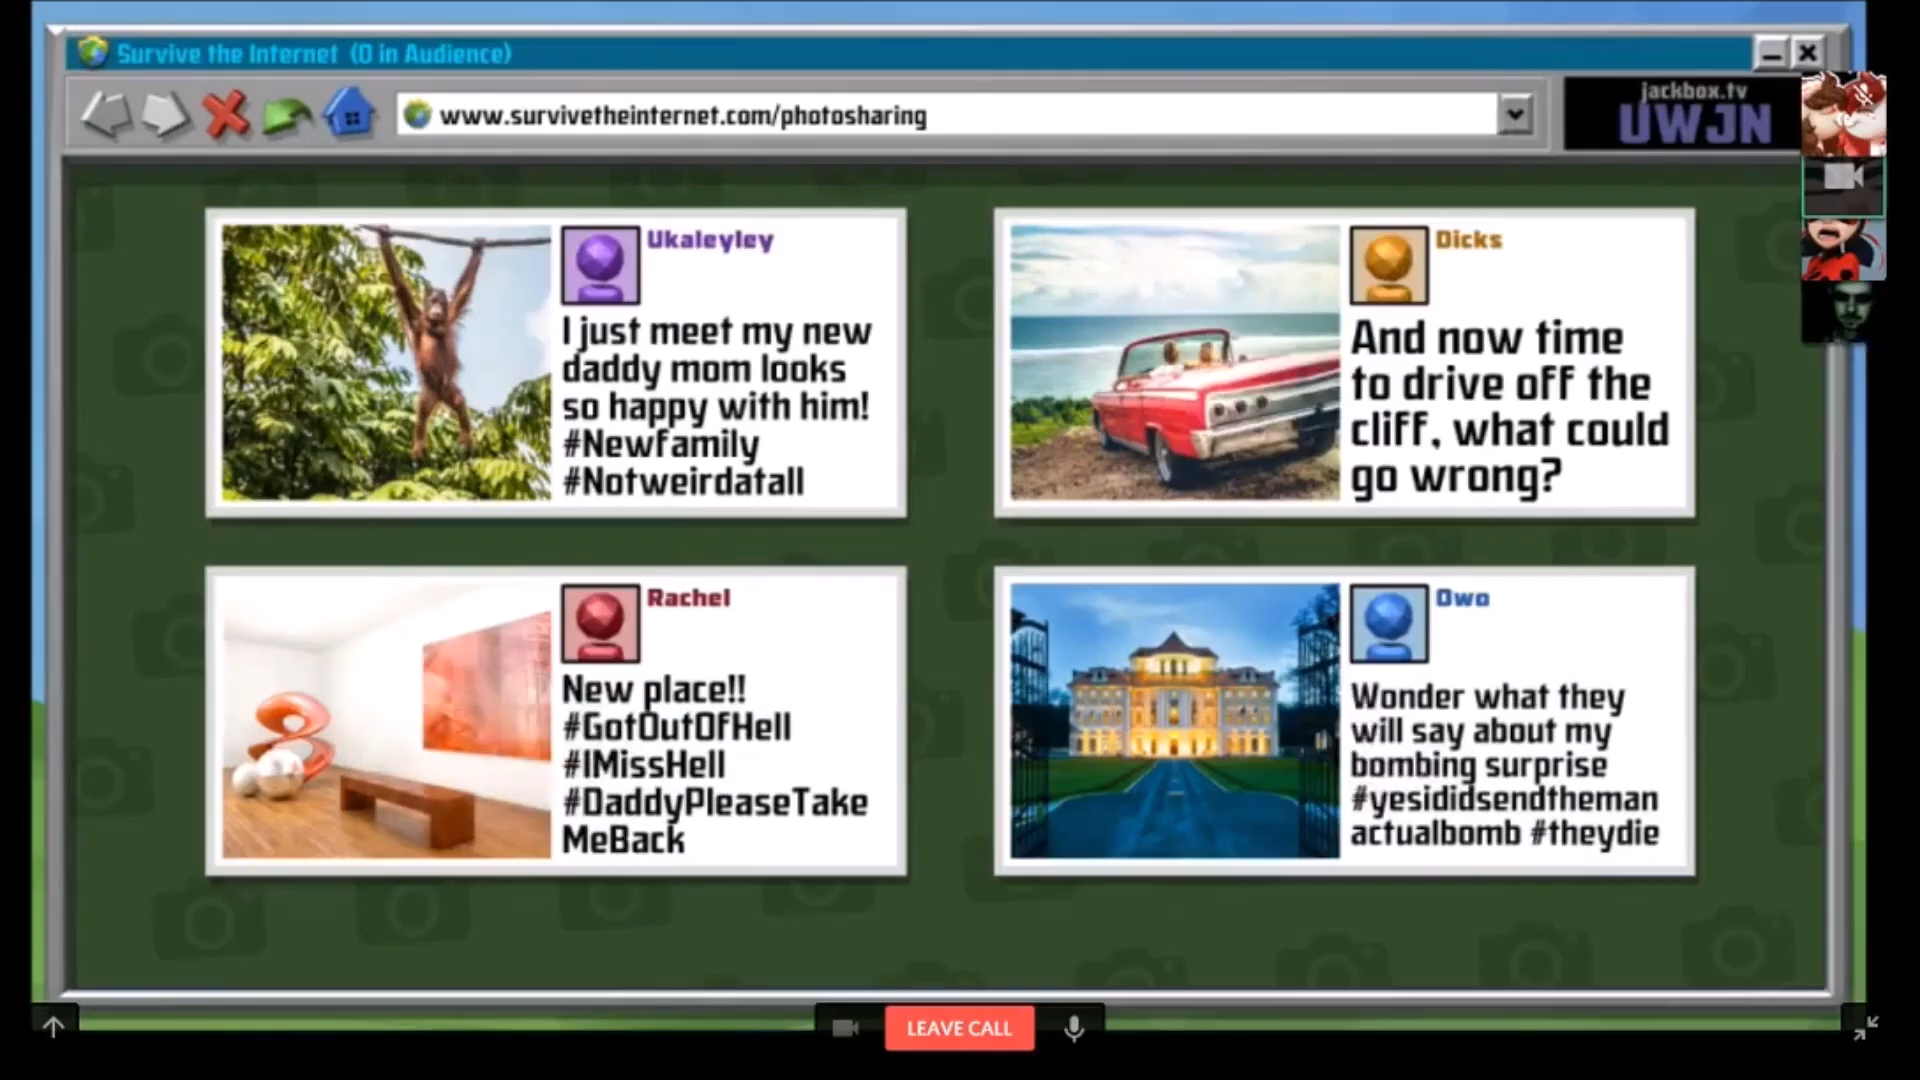 Survive the Internet (0 in Audience)
www.survivetheinternet.com/photosharing
jackbox.tv
UWJN
Ukaleyley
I just meet my new
daddy mom looks
so happy with him!
#Newfamily
#Notweirdatall
Dicks
And now time
to drive off the
cliff, what could
go wrong?
Rachel
New place!!
#GotOutOfHell
#IMissHell
#DaddyPleaseTake
MeBack
Owo
Wonder what they
will say about my
bombing surprise
#yesididsendtheman
actualbomb #theydie
LEAVE CALL